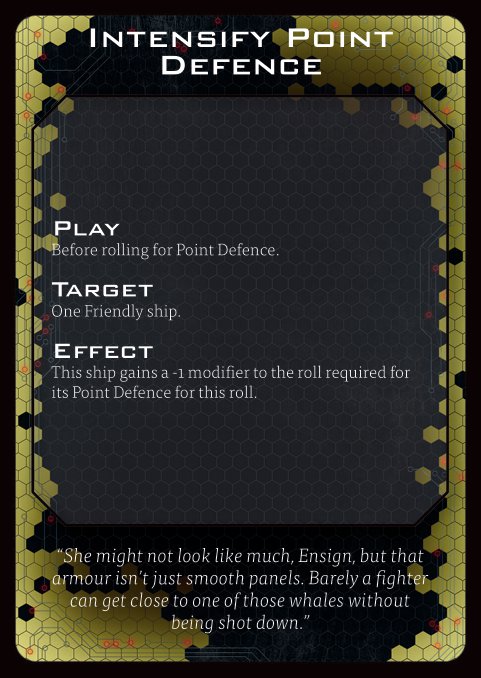 Intensify Point
Defence
Play
Before rolling for Point Defence.
Target
One Friendly ship.
Effect
This ship gains a -1 modifier to the roll required for
its Point Defence for this roll.
“She might not look like much, Ensign, but that
armour isn't just smooth panels. Barely a fighter
can get close to one of those whales without
being shot down.”